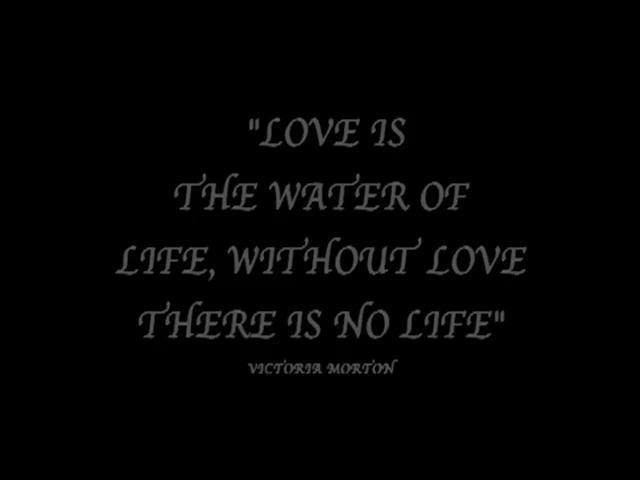 "LOVE IS
THE WATER OF
LIFE, WITHOUT LOVE
THERE IS NO LIFE"
VICTORIA MORTON